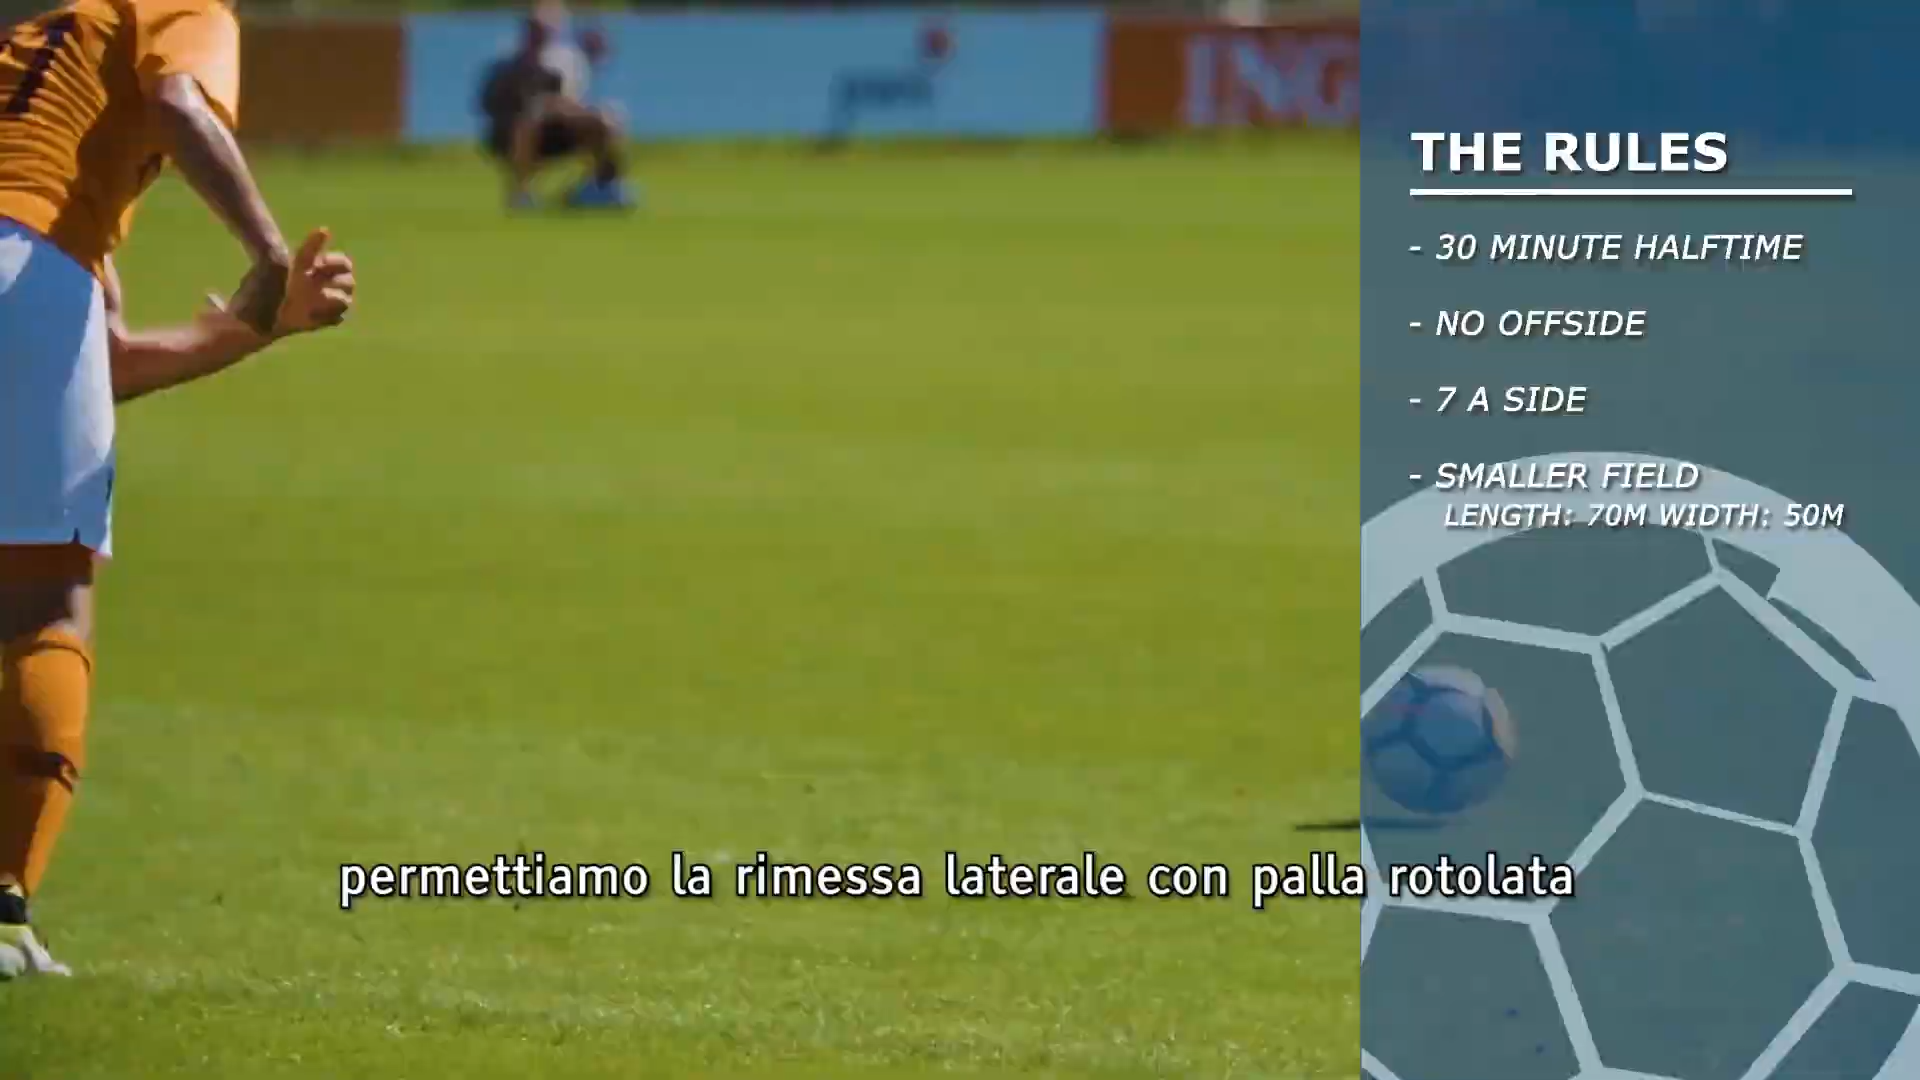 ING
THE RULES
- 30 MINUTE HALFTIME
- NO OFFSIDE
- 7 A SIDE
- SMALLER FIELD
LENGTH: 70M WIDTH: 50M
permettiamo la rimessa laterale con palla rotolata